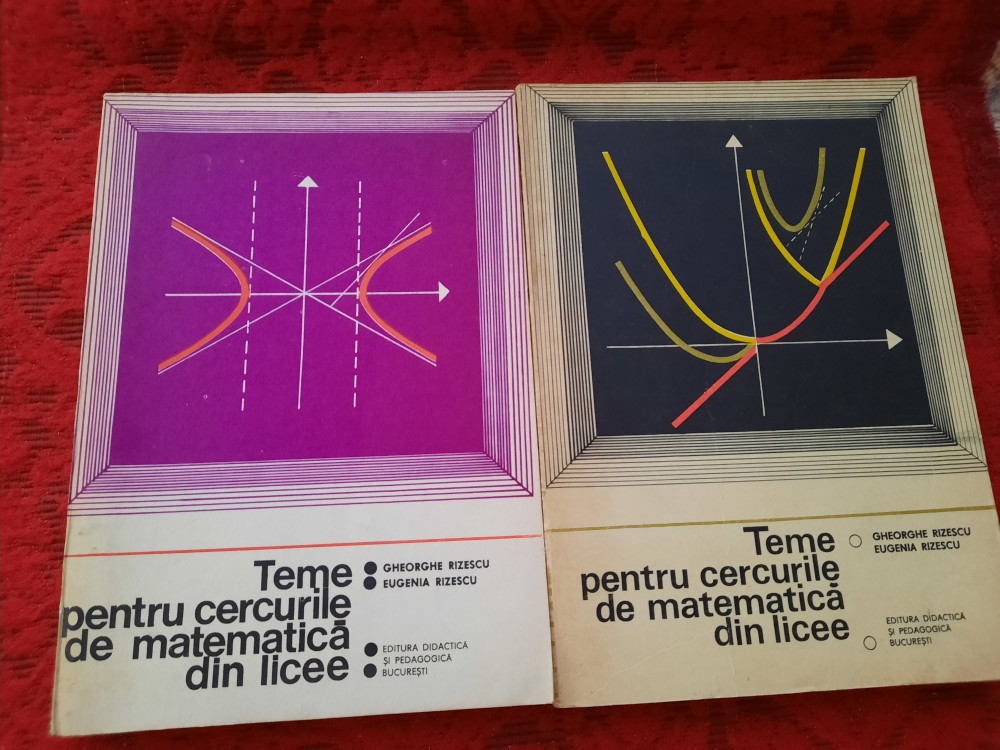 Teme
pentru cercurile
de matematică
din licee
GHEORGHE RIZESCU
EUGENIA RIZESCU
EDITURA DIDACTICĂ
ȘI PEDAGOGICĂ
BUCUREȘTI
Teme
pentru cercurile
de matematică
din licee
GHEORGHE RIZESCU
EUGENIA RIZESCU
EDITURA DIDACTICĂ
ȘI PEDAGOGICĂ
BUCUREȘTI